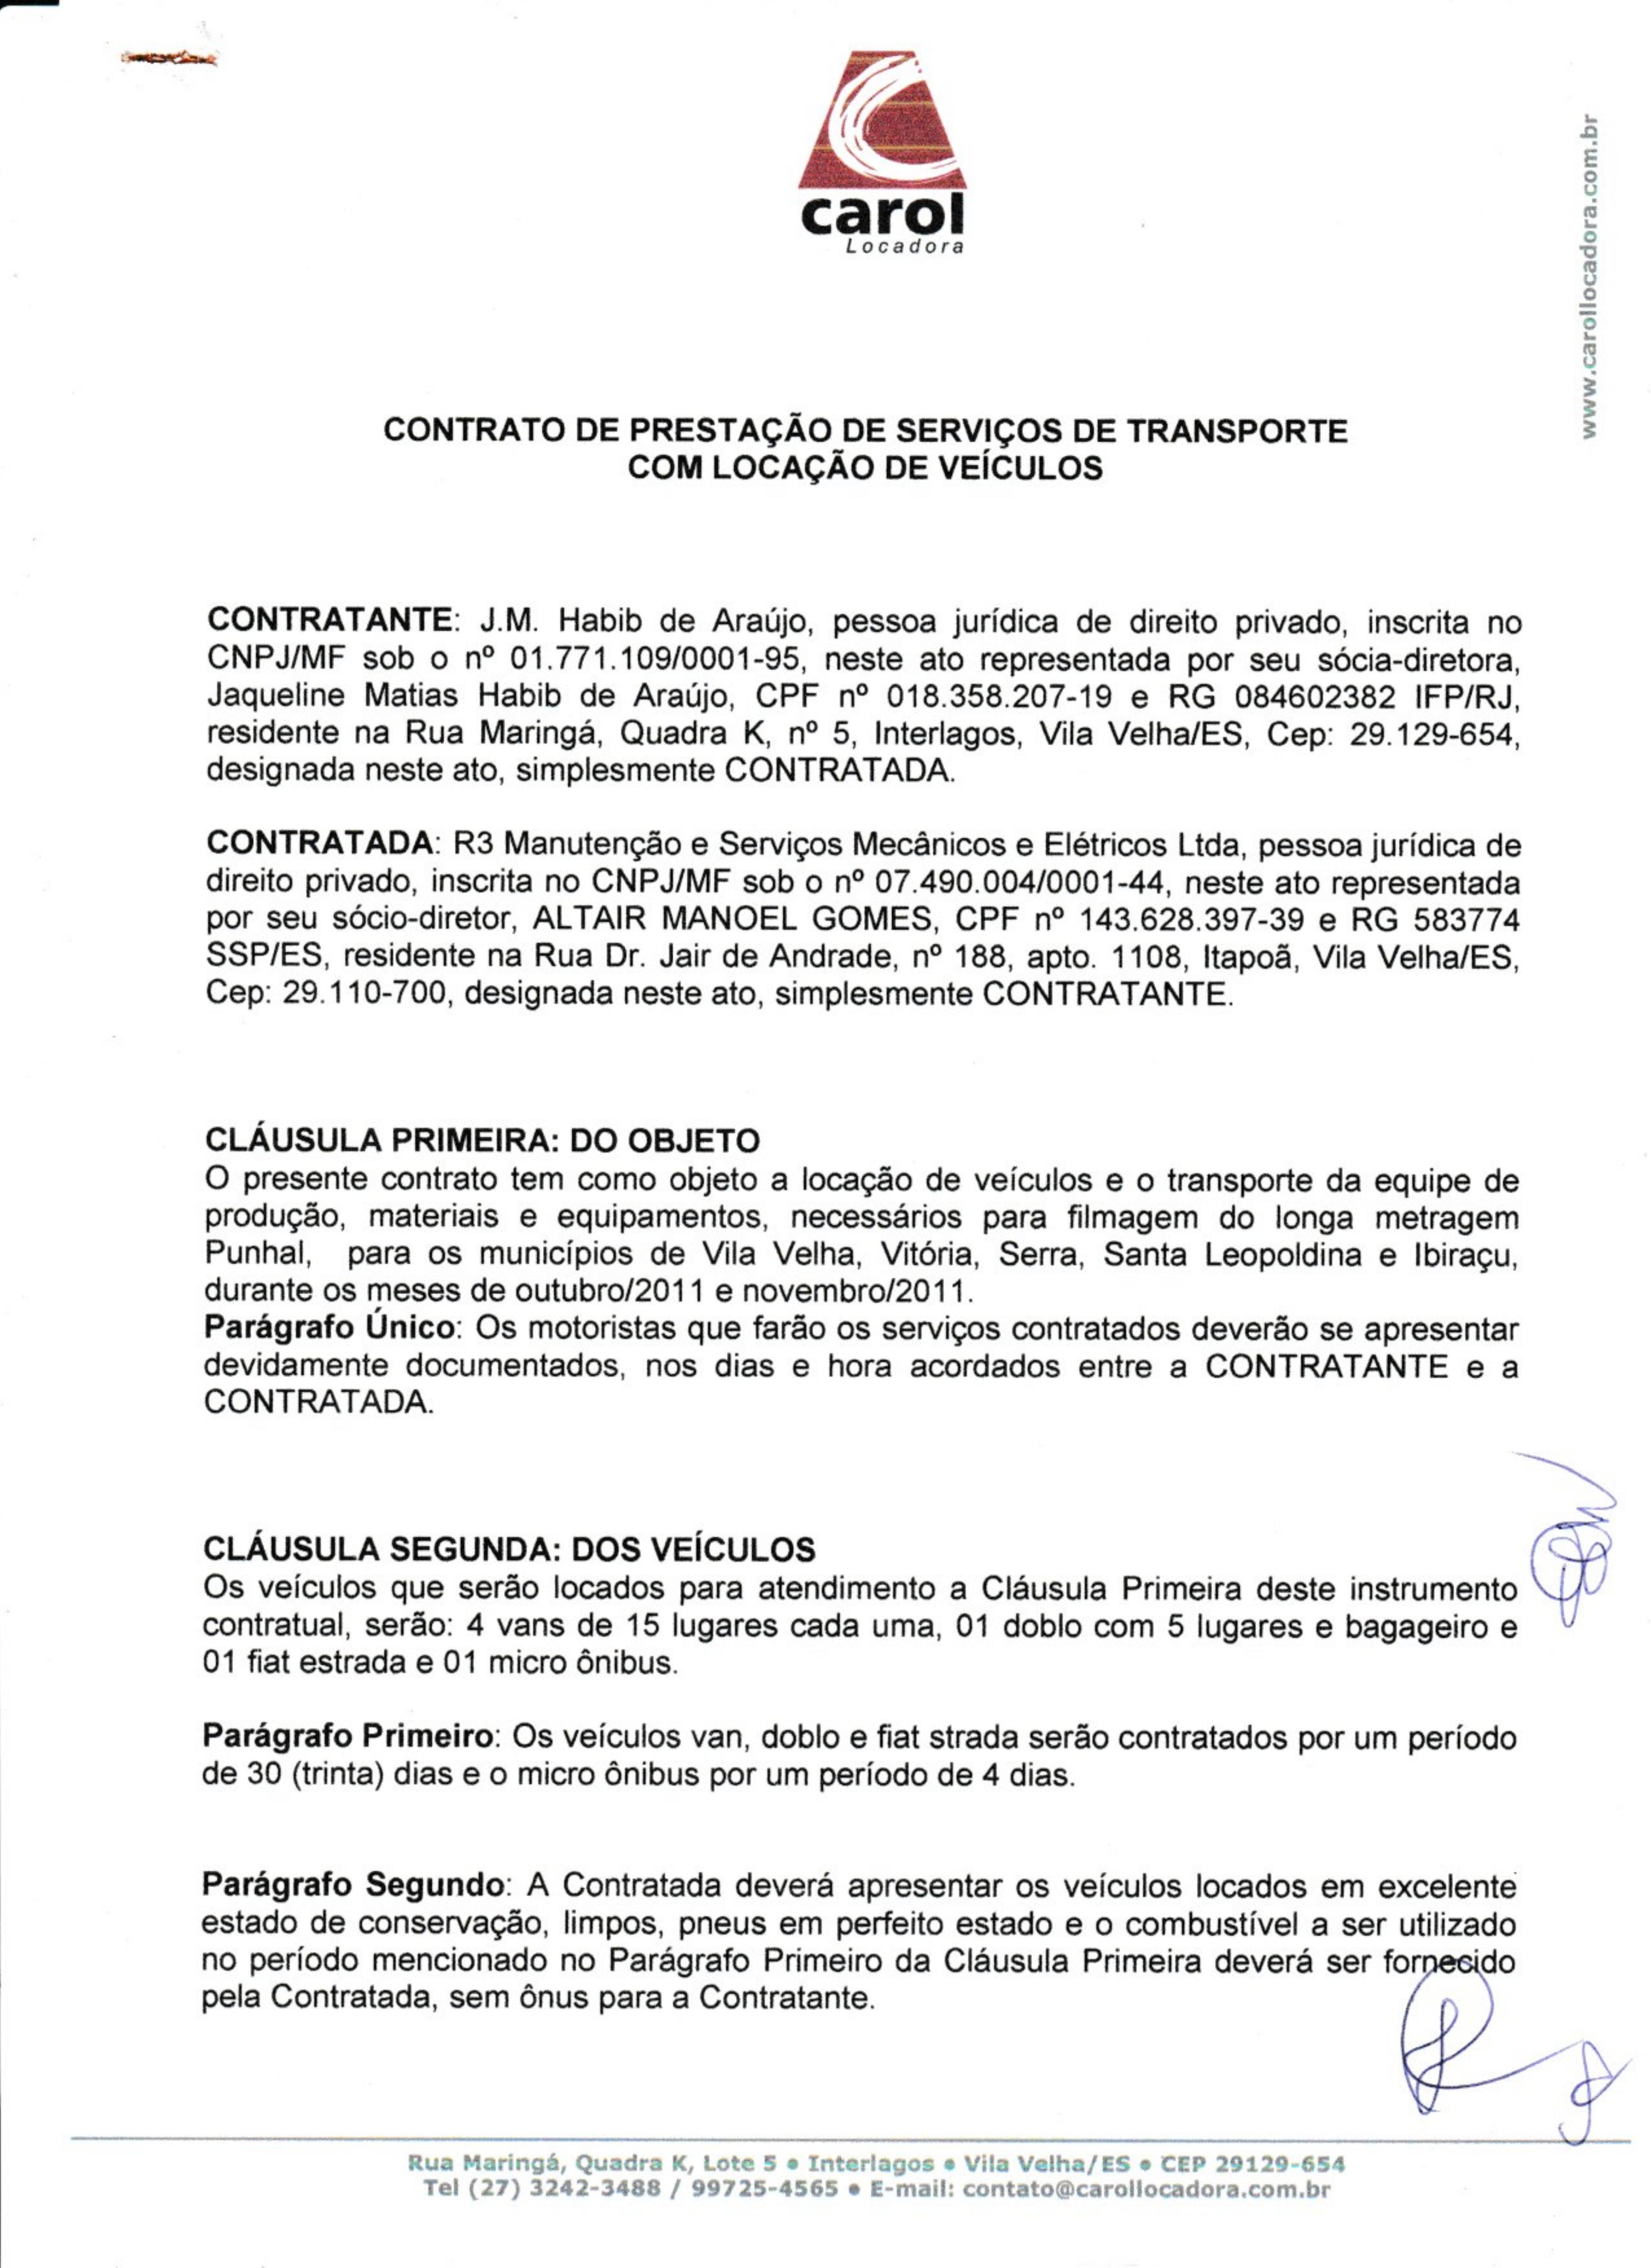 carol
Locadora
www.carollocadora.com.br
CONTRATO DE PRESTAÇÃO DE SERVIÇOS DE TRANSPORTE
COM LOCAÇÃO DE VEÍCULOS
CONTRATANTE: J.M. Habib de Araújo, pessoa jurídica de direito privado, inscrita no
CNPJ/MF sob o nº 01.771.109/0001-95, neste ato representada por seu sócia-diretora,
Jaqueline Matias Habib de Araújo, CPF nº 018.358.207-19 e RG 084602382 IFP/RJ,
residente na Rua Maringá, Quadra K, nº 5, Interlagos, Vila Velha/ES, Cep: 29.129-654,
designada neste ato, simplesmente CONTRATADA.
CONTRATADA: R3 Manutenção e Serviços Mecânicos e Elétricos Ltda, pessoa jurídica de
direito privado, inscrita no CNPJ/MF sob o nº 07.490.004/0001-44, neste ato representada
por seu sócio-diretor, ALTAIR MANOEL GOMES, CPF nº 143.628.397-39 e RG 583774
SSP/ES, residente na Rua Dr. Jair de Andrade, nº 188, apto. 1108, Itapoã, Vila Velha/ES,
Cep: 29.110-700, designada neste ato, simplesmente CONTRATANTE.
CLÁUSULA PRIMEIRA: DO OBJETO
O presente contrato tem como objeto a locação de veículos e o transporte da equipe de
produção, materiais e equipamentos, necessários para filmagem do longa metragem
Punhal, para os municípios de Vila Velha, Vitória, Serra, Santa Leopoldina e Ibiraçu,
durante os meses de outubro/2011 e novembro/2011.
Parágrafo Único: Os motoristas que farão os serviços contratados deverão se apresentar
devidamente documentados, nos dias e hora acordados entre a CONTRATANTE e a
CONTRATADA.
CLÁUSULA SEGUNDA: DOS VEÍCULOS
Os veículos que serão locados para atendimento a Cláusula Primeira deste instrumento
contratual, serão: 4 vans de 15 lugares cada uma, 01 doblo com 5 lugares e bagageiro e
01 fiat estrada e 01 micro ônibus.
Parágrafo Primeiro: Os veículos van, doblo e fiat strada serão contratados por um período
de 30 (trinta) dias e o micro ônibus por um período de 4 dias.
Parágrafo Segundo: A Contratada deverá apresentar os veículos locados em excelente
estado de conservação, limpos, pneus em perfeito estado e o combustível a ser utilizado
no período mencionado no Parágrafo Primeiro da Cláusula Primeira deverá ser fornecido
pela Contratada, sem ônus para a Contratante.
Rua Maringá, Quadra K, Lote 5 • Interlagos • Vila Velha/ES • CEP 29129-654
Tel (27) 3242-3488 / 99725-4565 • E-mail: contato@carollocadora.com.br